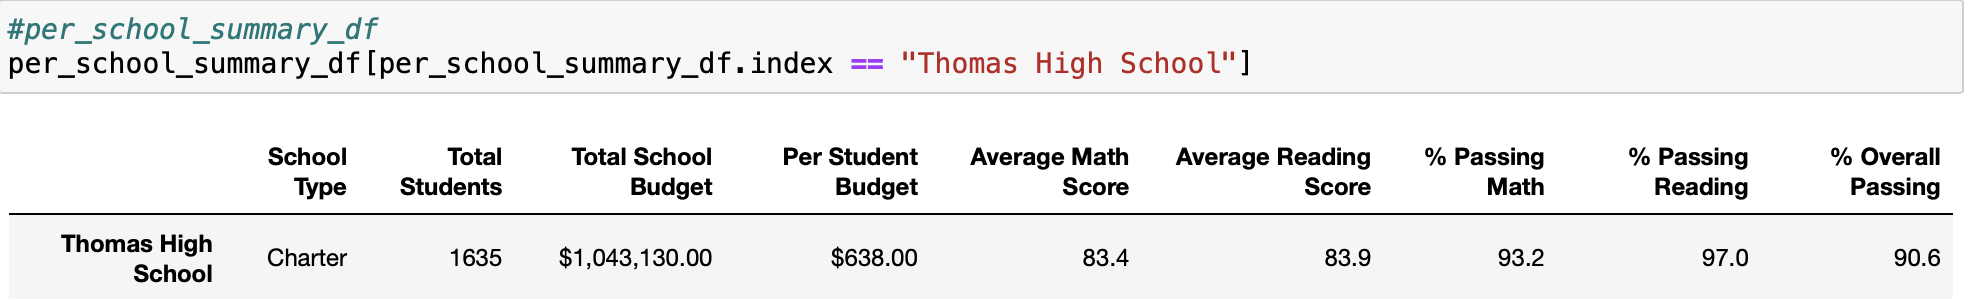 #per_school_summary_df
per_school_summary_df[per_school_summary_df.index == "Thomas High School"]
School Type Total Students Total School Budget Per Student Budget Average Math Score Average Reading Score % Passing Math % Passing Reading % Overall Passing
Thomas High School Charter 1635 $1,043,130.00 $638.00 83.4 83.9 93.2 97.0 90.6